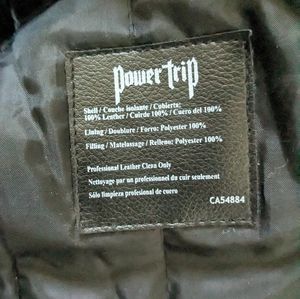 power trip
Shell / Couche isolante / Cubierta:
100% Leather / Cuirde 100% / Cuero del 100%
Lining / Doublure / Forro: Polyester 100%
Filling / Matelassage / Relleno: Polyester 100%
Professional Leather Clean Only
Nettoyage par un professionnel du cuir seulement
Sólo limpieza profesional de cuero
CA54884